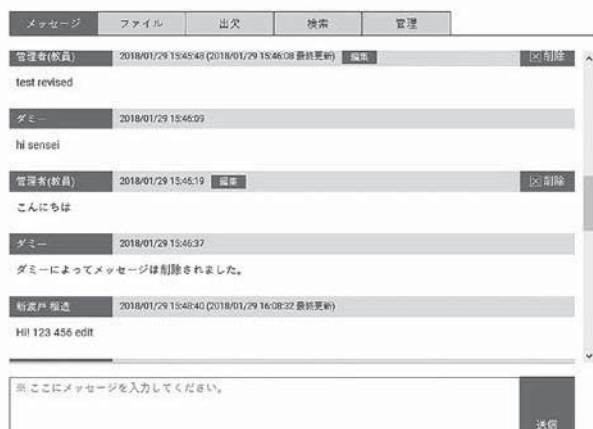 メッセージ ファイル 出欠 検索 管理
管理者(教員) 2018/01/29 15:45:48 (2018/01/29 15:46:08 最終更新) 編集 削除
test revised
ダミー 2018/01/29 15:46:09
hi sensei
管理者(教員) 2018/01/29 15:46:19 編集 削除
こんにちは
ダミー 2018/01/29 15:46:37
ダミーによってメッセージは削除されました。
2018/01/29 15:48:40 (2018/01/29 16:08:32 最終更新)
Hi! 123 456 edit
※ ここにメッセージを入力してください。
送信